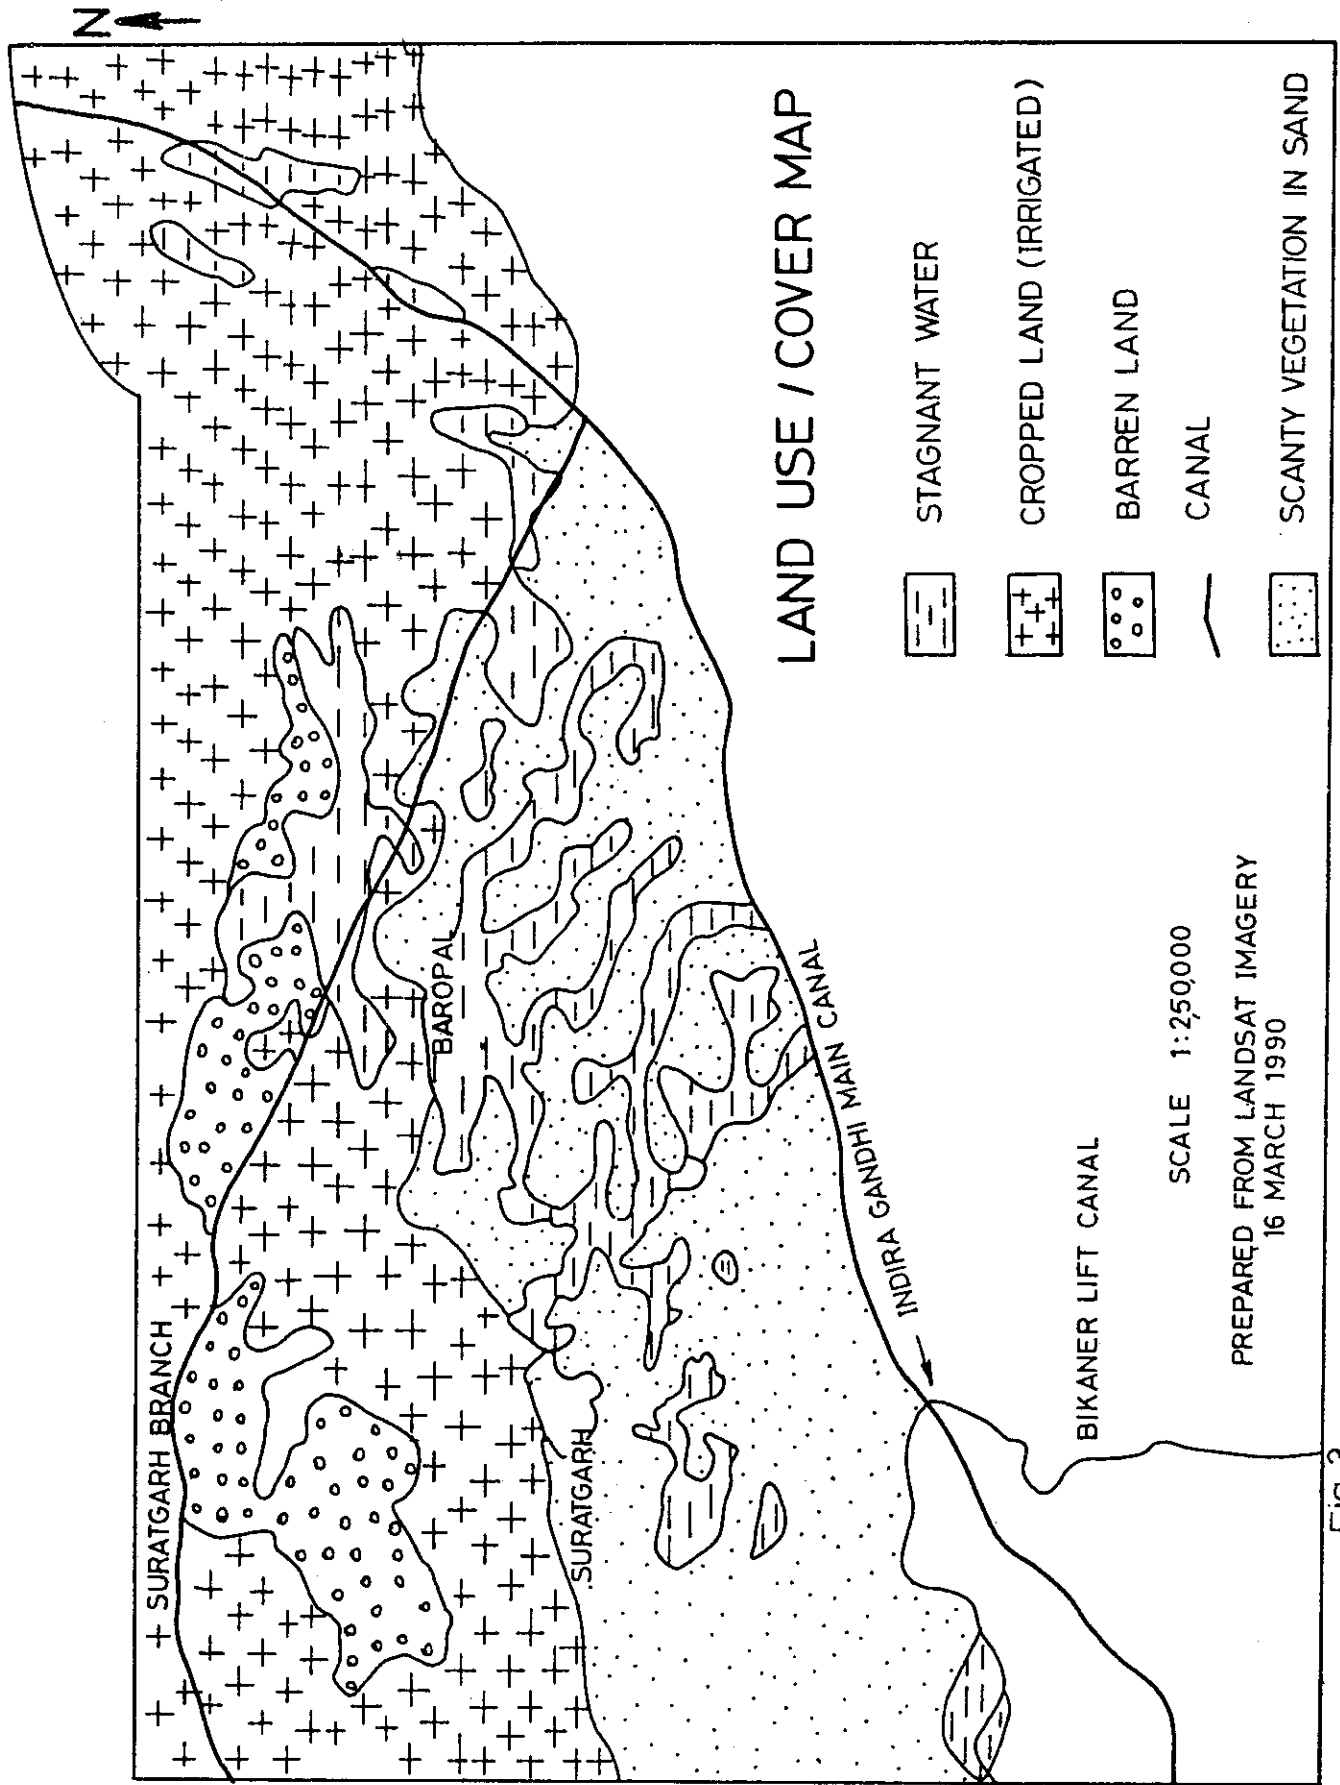 N
SURATGARH BRANCH
BAROPAL
SURATGARH
INDIRA GANDHI MAIN CANAL
BIKANER LIFT CANAL
LAND USE / COVER MAP
STAGNANT WATER
CROPPED LAND (IRRIGATED)
BARREN LAND
CANAL
SCANTY VEGETATION IN SAND
SCALE 1:250,000
PREPARED FROM LANDSAT IMAGERY
16 MARCH 1990